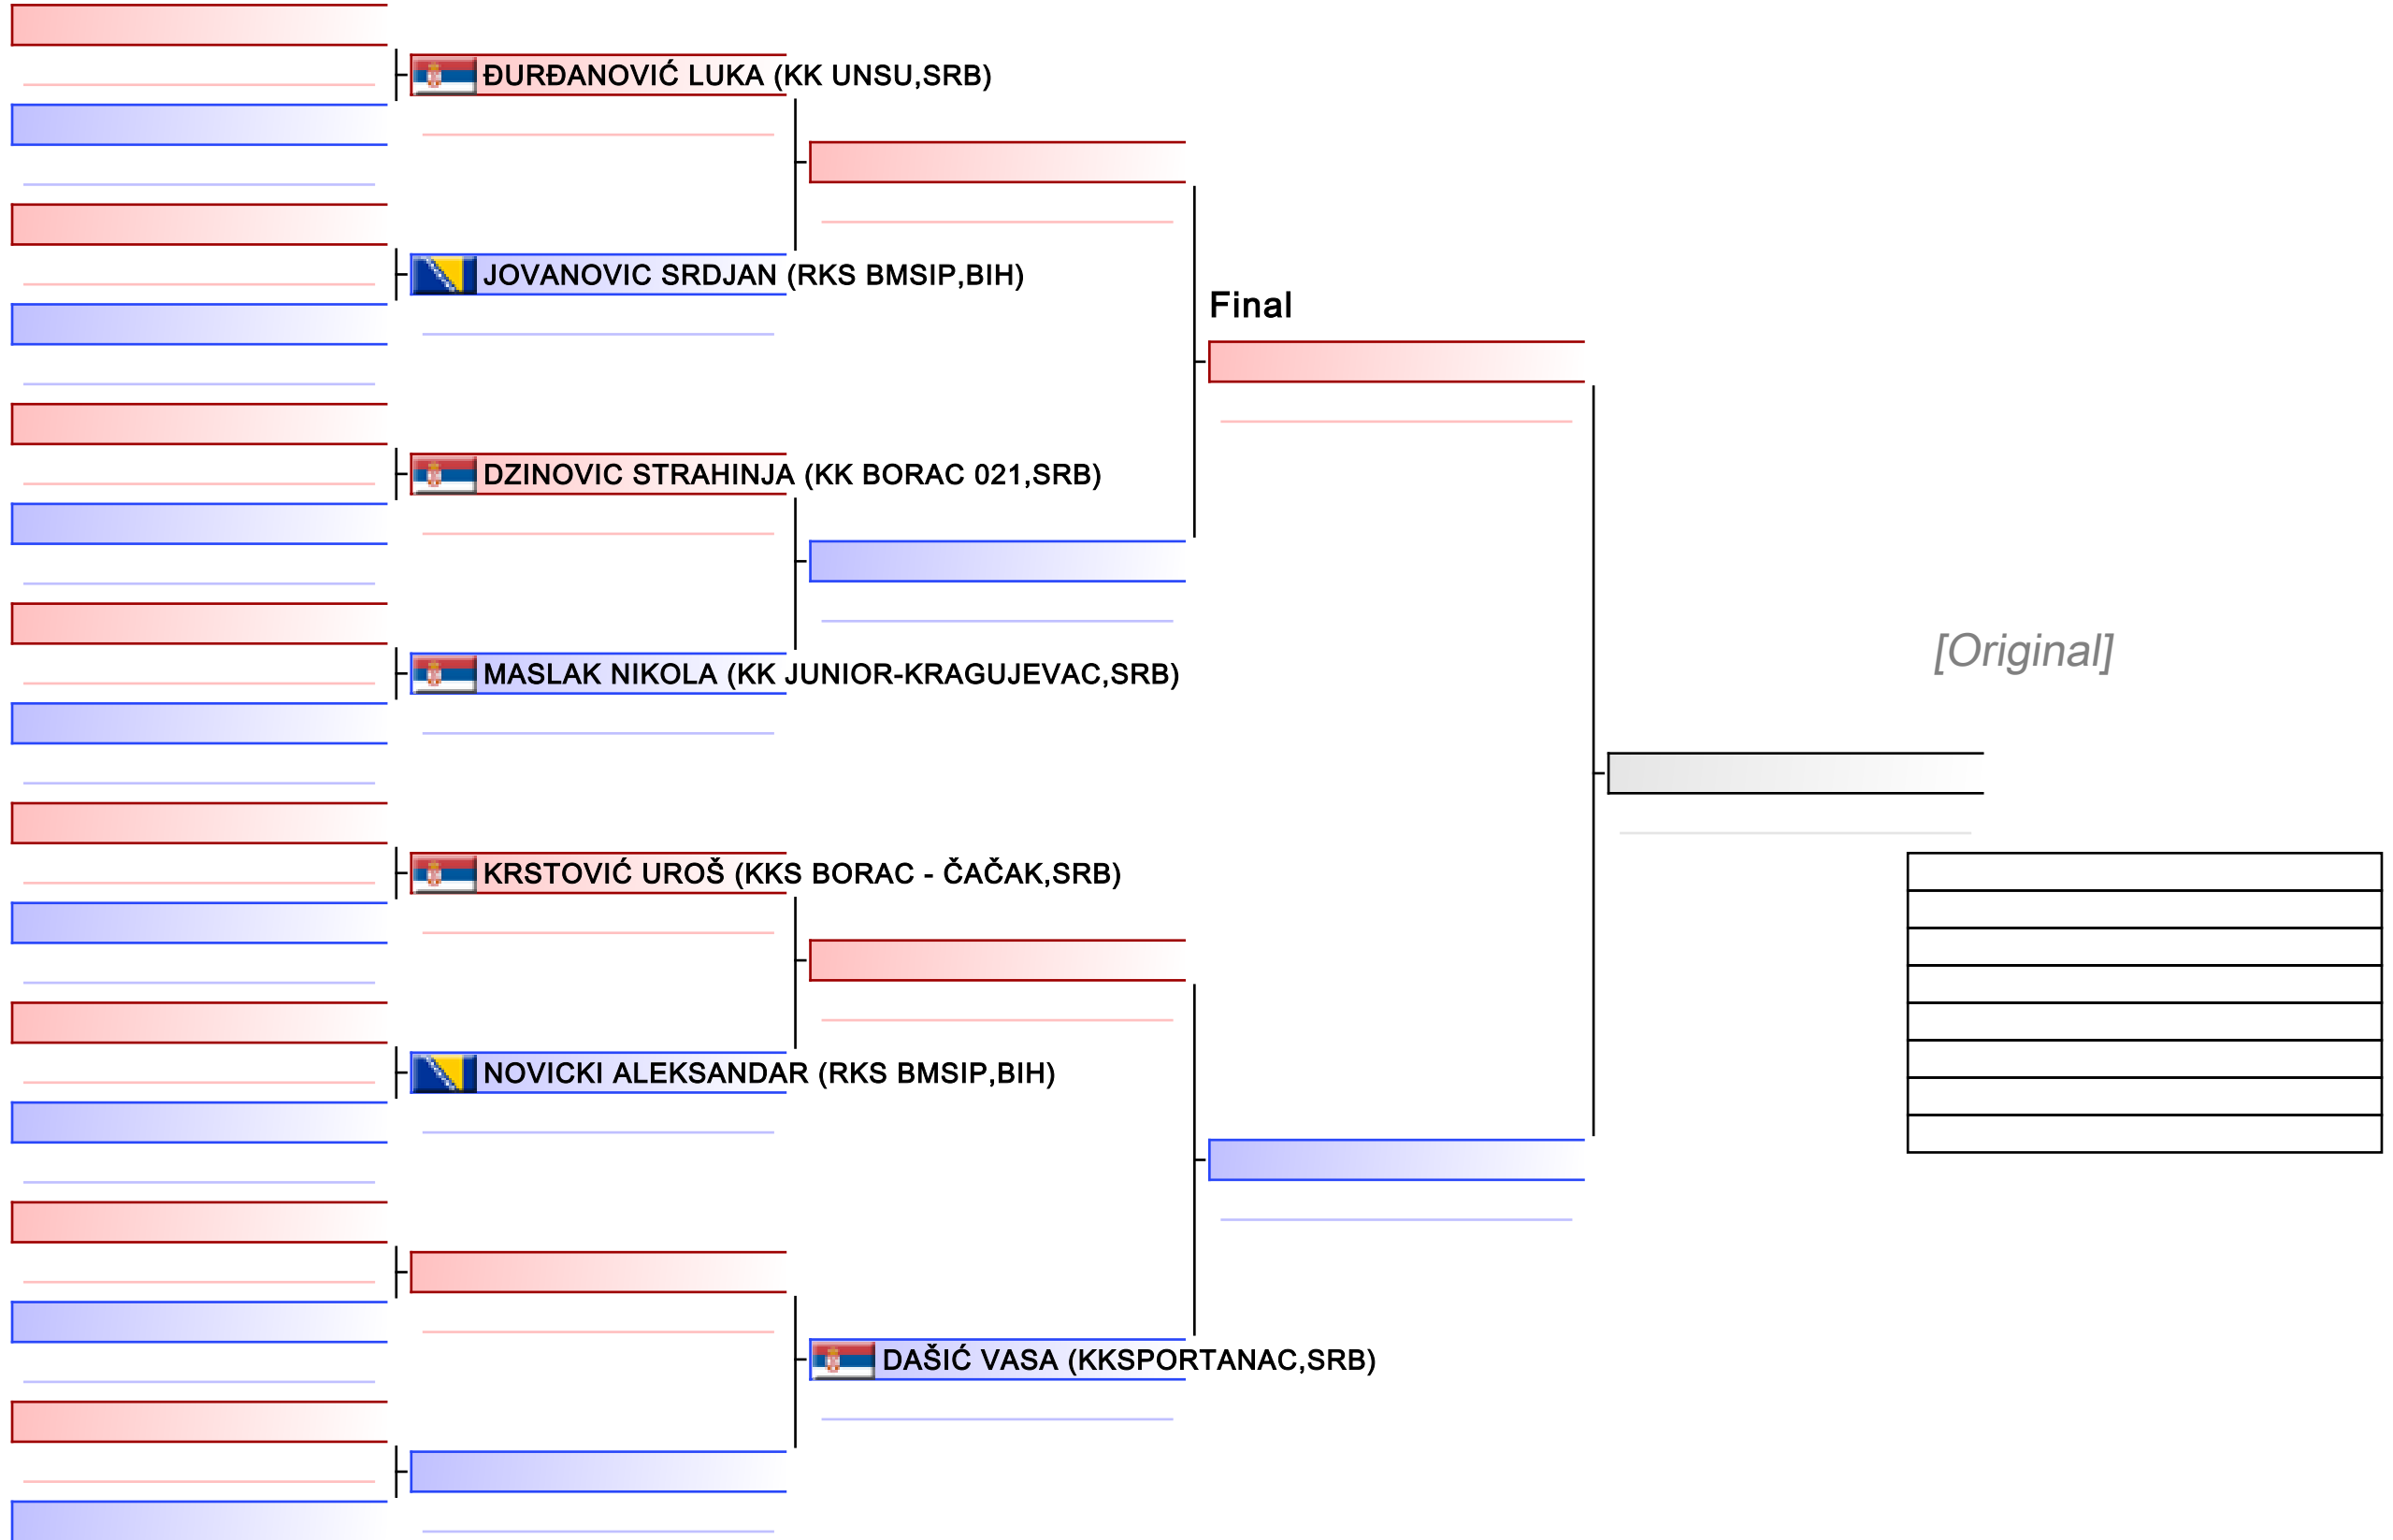 ĐURĐANOVIĆ LUKA (KK UNSU,SRB)
JOVANOVIC SRDJAN (RKS BMSIP,BIH)
Final
DZINOVIC STRAHINJA (KK BORAC 021,SRB)
[Original]
MASLAK NIKOLA (KK JUNIOR-KRAGUJEVAC,SRB)
KRSTOVIĆ UROŠ (KKS BORAC - ČAČAK,SRB)
NOVICKI ALEKSANDAR (RKS BMSIP,BIH)
DAŠIĆ VASA (KKSPORTANAC,SRB)